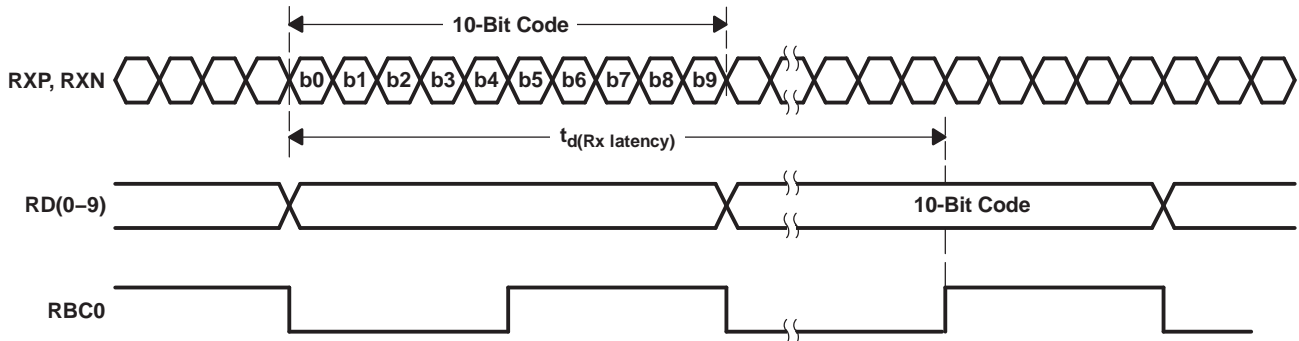 10-Bit Code
RXP, RXN
b0 b1 b2 b3 b4 b5 b6 b7 b8 b9
td(Rx latency)
RD(0–9)
10-Bit Code
RBC0